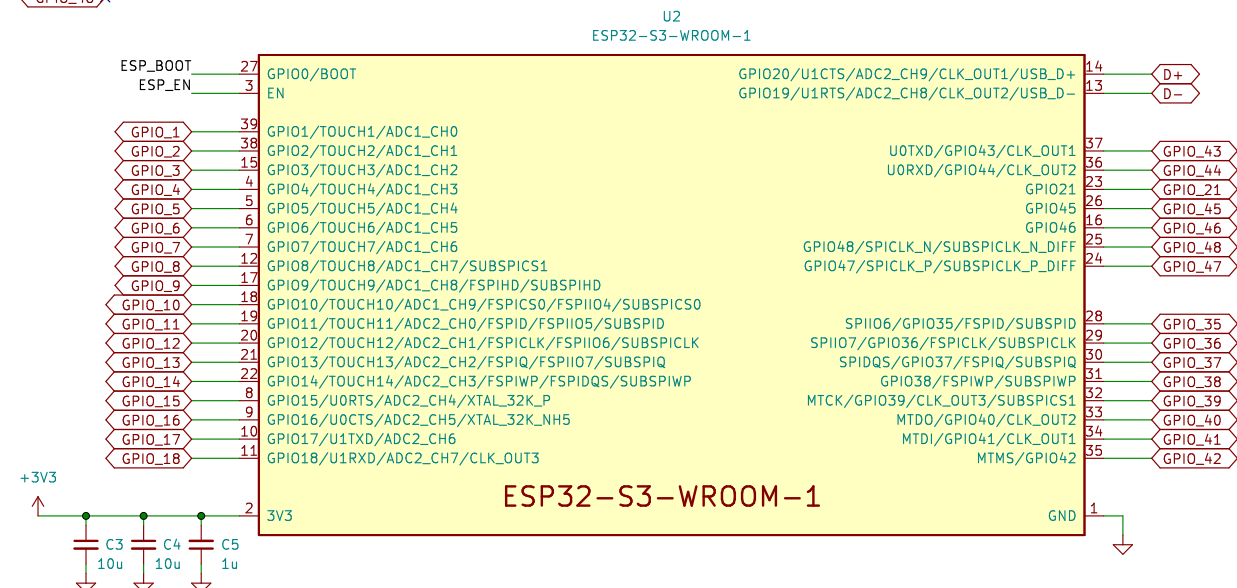 U2
ESP32-S3-WROOM-1
ESP_BOOT 27 GPIO0/BOOT GPIO20/U1CTS/ADC2_CH9/CLK_OUT1/USB_D+ 14 D+
ESP_EN 3 EN GPIO19/U1RTS/ADC2_CH8/CLK_OUT2/USB_D- 13 D-
GPIO_1 39 GPIO1/TOUCH1/ADC1_CH0
GPIO_2 38 GPIO2/TOUCH2/ADC1_CH1 U0TXD/GPIO43/CLK_OUT1 37 GPIO_43
GPIO_3 15 GPIO3/TOUCH3/ADC1_CH2 U0RXD/GPIO44/CLK_OUT2 36 GPIO_44
GPIO_4 4 GPIO4/TOUCH4/ADC1_CH3 GPIO21 23 GPIO_21
GPIO_5 5 GPIO5/TOUCH5/ADC1_CH4 GPIO45 26 GPIO_45
GPIO_6 6 GPIO6/TOUCH6/ADC1_CH5 GPIO46 16 GPIO_46
GPIO_7 7 GPIO7/TOUCH7/ADC1_CH6 GPIO48/SPICLK_N/SUBSPICLK_N_DIFF 25 GPIO_48
GPIO_8 12 GPIO8/TOUCH8/ADC1_CH7/SUBSPICS1 GPIO47/SPICLK_P/SUBSPICLK_P_DIFF 24 GPIO_47
GPIO_9 17 GPIO9/TOUCH9/ADC1_CH8/FSPIHD/SUBSPIHD
GPIO_10 18 GPIO10/TOUCH10/ADC1_CH9/FSPICS0/FSPIIO4/SUBSPICS0
GPIO_11 19 GPIO11/TOUCH11/ADC2_CH0/FSPID/FSPIIO5/SUBSPID SPIIO6/GPIO35/FSPID/SUBSPID 28 GPIO_35
GPIO_12 20 GPIO12/TOUCH12/ADC2_CH1/FSPICLK/FSPIIO6/SUBSPICLK SPIIO7/GPIO36/FSPICLK/SUBSPICLK 29 GPIO_36
GPIO_13 21 GPIO13/TOUCH13/ADC2_CH2/FSPIQ/FSPIIO7/SUBSPIQ SPIDQS/GPIO37/FSPIQ/SUBSPIQ 30 GPIO_37
GPIO_14 22 GPIO14/TOUCH14/ADC2_CH3/FSPIWP/FSPIDQS/SUBSPIWP GPIO38/FSPIWP/SUBSPIWP 31 GPIO_38
GPIO_15 8 GPIO15/U0RTS/ADC2_CH4/XTAL_32K_P MTCK/GPIO39/CLK_OUT3/SUBSPICS1 32 GPIO_39
GPIO_16 9 GPIO16/U0CTS/ADC2_CH5/XTAL_32K_NH5 MTDO/GPIO40/CLK_OUT2 33 GPIO_40
GPIO_17 10 GPIO17/U1TXD/ADC2_CH6 MTDI/GPIO41/CLK_OUT1 34 GPIO_41
GPIO_18 11 GPIO18/U1RXD/ADC2_CH7/CLK_OUT3 MTMS/GPIO42 35 GPIO_42
+3V3
ESP32-S3-WROOM-1
2 3V3 GND 1
C3 C4 C5
10u 10u 1u